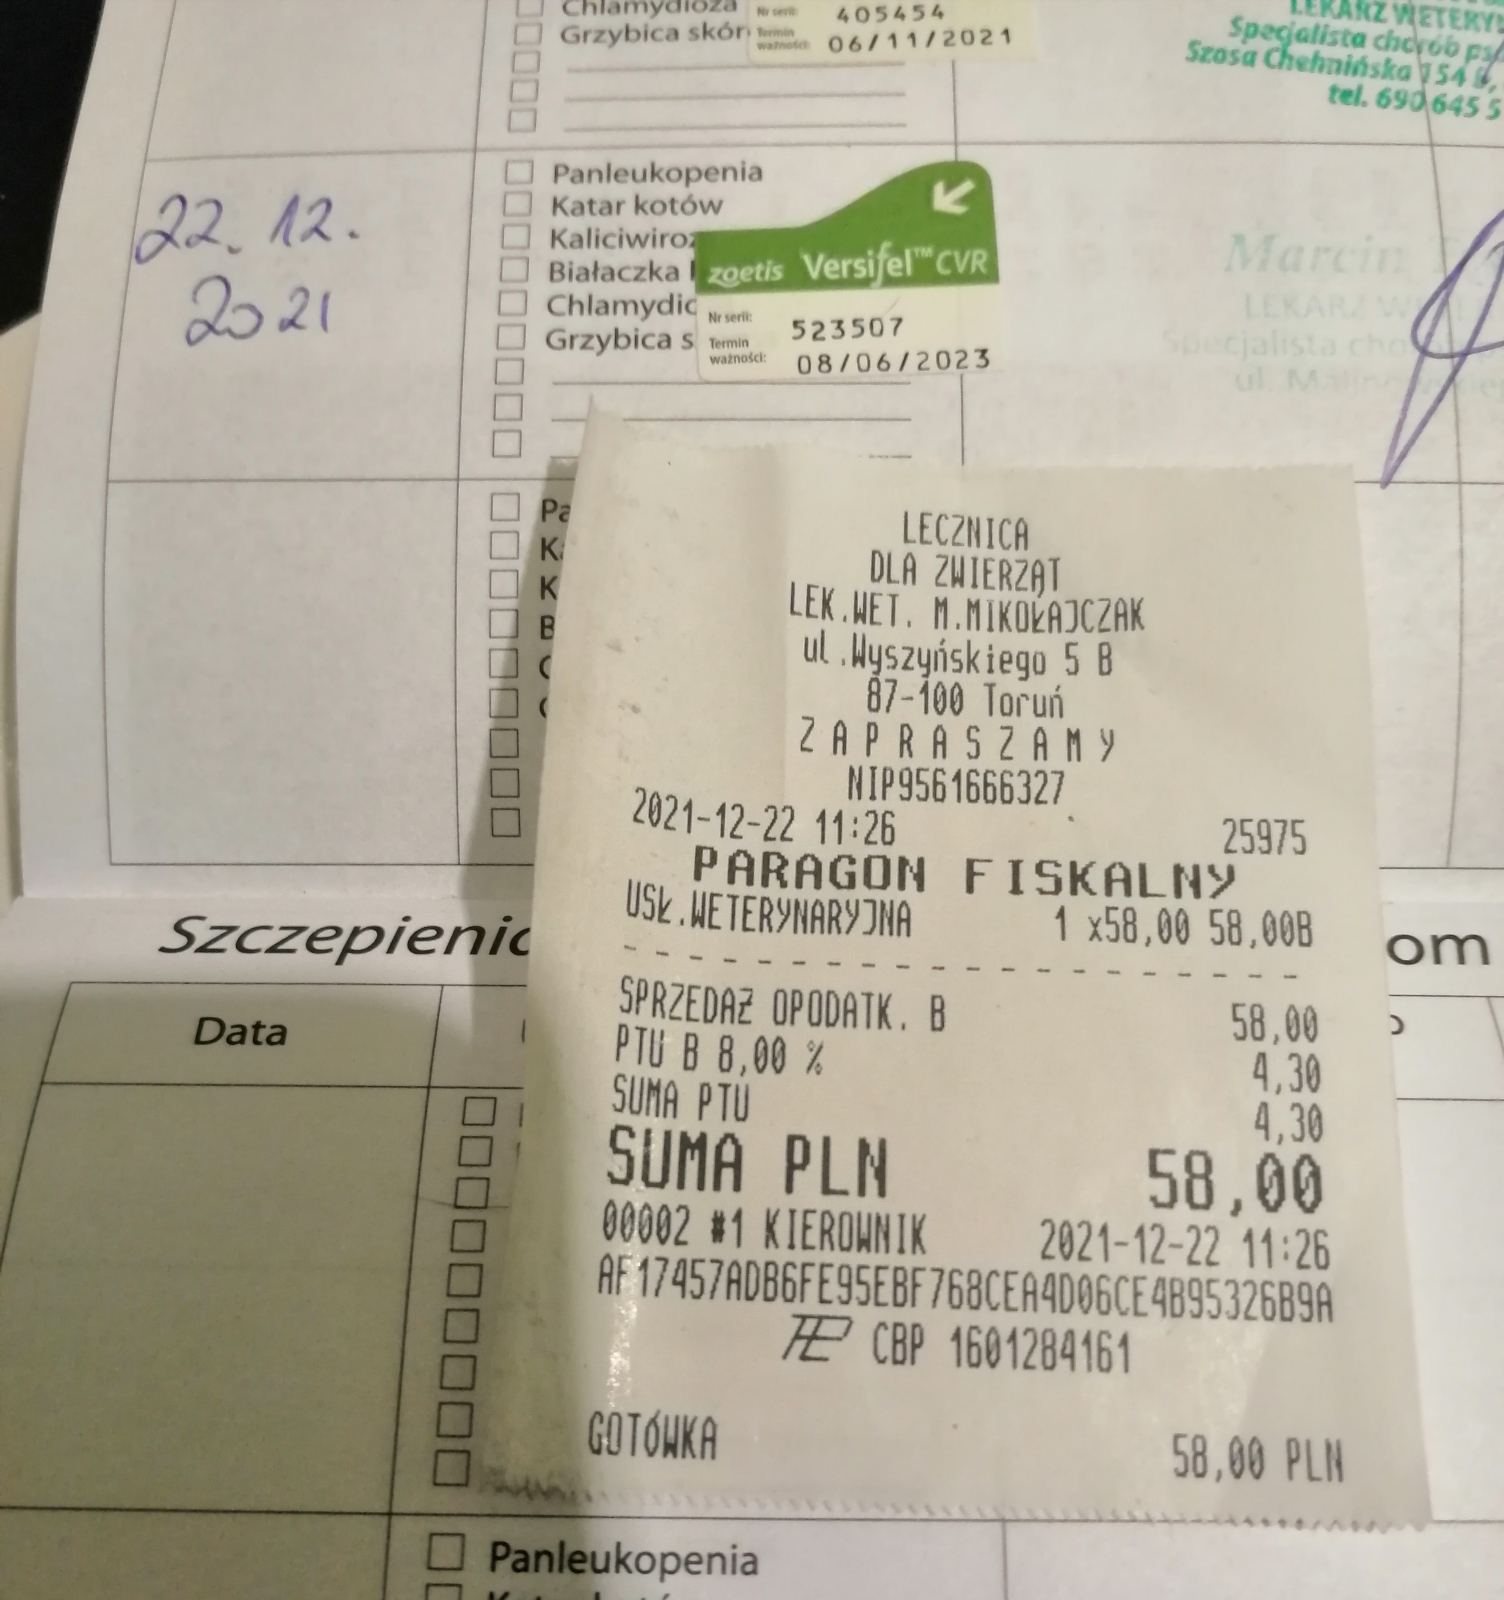 Chlamydioza
Nr serii: 405454
Grzybica skór
Termin ważności: 06/11/2021
LEKARZ
Specjalista chorób
Szosa Chełmińska 154
tel. 690 645 5
22. 12.
2021
Panleukopenia
Katar kotów
Kaliciwiroz
Białaczka
Chlamydio
Grzybica s
zoetis Versifel™ CVR
Nr serii: 523507
Termin ważności: 08/06/2023
Marcin
LEKARZ
Specjalista cho
ul.
Pa
K
K
B
LECZNICA
DLA ZWIERZĄT
LEK.WET. M.MIKOŁAJCZAK
ul.Wyszyńskiego 5 B
87-100 Toruń
Z A P R A S Z A M Y
NIP9561666327
2021-12-22 11:26 25975
PARAGON FISKALNY
USŁ.WETERYNARYJNA 1 x58,00 58,00B
SPRZEDAŻ OPODATK. B 58,00
PTU B 8,00 % 4,30
SUMA PTU 4,30
SUMA PLN 58,00
00002 #1 KIEROWNIK 2021-12-22 11:26
AF17457ADB6FE95EBF768CEA4D06CE4B95326B9A
CBP 1601284161
GOTÓWKA 58,00 PLN
Szczepienic
om
Data
Panleukopenia